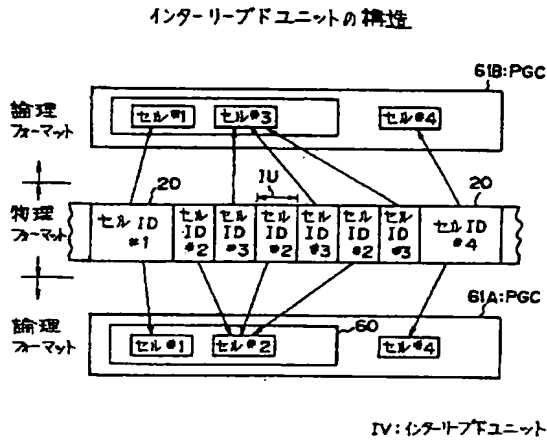 インターリーブドユニットの構造
61B:PGC
論理
フォーマット
セル#1
セル#3
セル#4
20
IU
20
物理
フォーマット
セルID
#1
セル
ID
#2
セル
ID
#3
セル
ID
#2
セル
ID
#3
セル
ID
#2
セル
ID
#3
セルID
#4
61A:PGC
論理
フォーマット
60
セル#1
セル#2
セル#4
IV:インターリーブドユニット